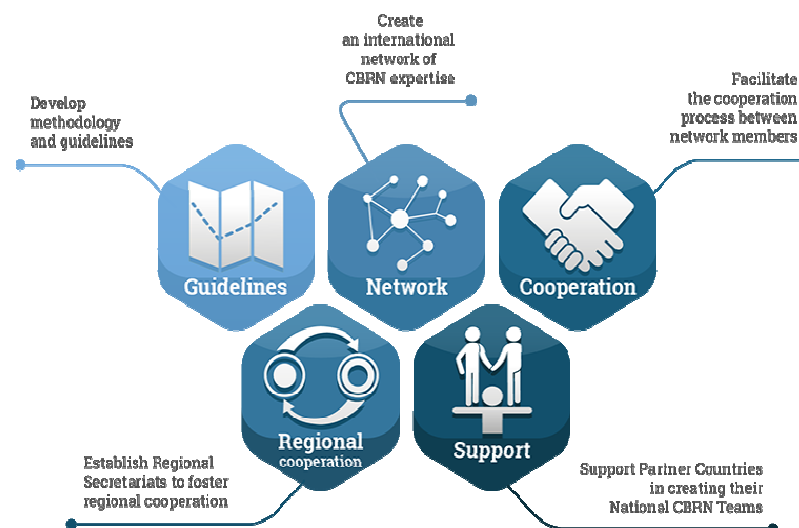 Create
an international
network of
CBRN expertise
Develop
methodology
and guidelines
Facilitate
the cooperation
process between
network members
Guidelines
Network
Cooperation
Regional
cooperation
Support
Establish Regional
Secretariats to foster
regional cooperation
Support Partner Countries
in creating their
National CBRN Teams